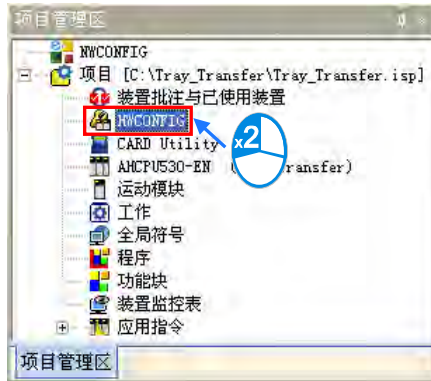 项目管理区
NWCONFIG
项目 [C:\Tray_Transfer\Tray_Transfer.isp]
装置批注与已使用装置
HWCONFIG
CARD Utility
x2
AHCPU530-EN ransfer)
运动模块
工作
全局符号
程序
功能块
装置监控表
应用指令
项目管理区